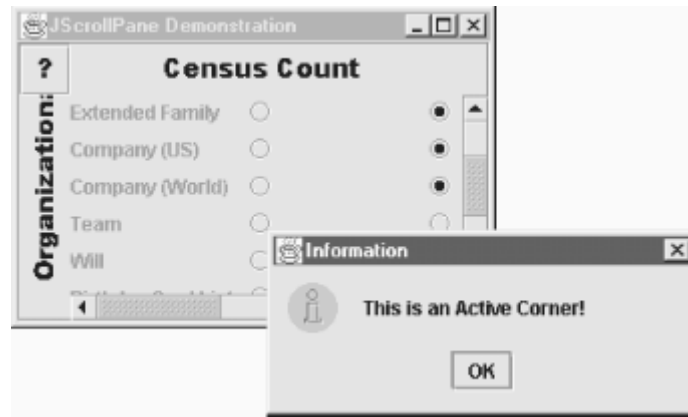 JScrollPane Demonstration
?
Census Count
Organization:
Extended Family
Company (US)
Company (World)
Team
Will
Information
This is an Active Corner!
OK